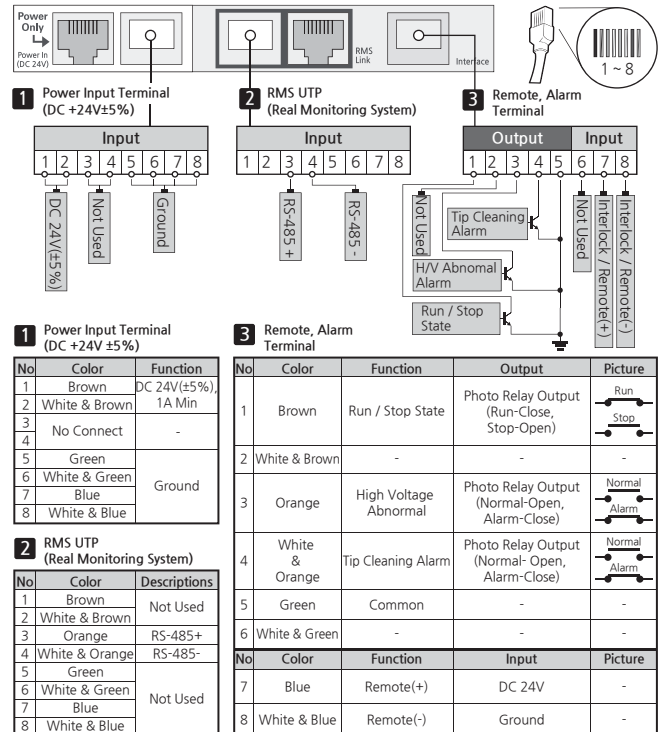 Power
Only
Power In
(DC 24V)
RMS
Link
Interface
1 ~ 8
1 Power Input Terminal
(DC +24V±5%)
2 RMS UTP
(Real Monitoring System)
3 Remote, Alarm
Terminal
Input
1 2 3 4 5 6 7 8
DC 24V(±5%)
Not Used
Ground
Input
1 2 3 4 5 6 7 8
RS-485 +
RS-485 -
Output Input
1 2 3 4 5 6 7 8
Not Used
Tip Cleaning
Alarm
H/V Abnomal
Alarm
Run / Stop
State
Not Used
Interlock / Remote(+)
Interlock / Remote(-)
1 Power Input Terminal
(DC +24V ±5%)
No Color Function
1 Brown DC 24V(±5%),
2 White & Brown 1A Min
3
4 No Connect -
5 Green
6 White & Green
7 Blue
8 White & Blue
Ground
2 RMS UTP
(Real Monitoring System)
No Color Descriptions
1 Brown
2 White & Brown
Not Used
3 Orange RS-485+
4 White & Orange RS-485-
5 Green
6 White & Green
7 Blue
8 White & Blue
Not Used
3 Remote, Alarm
Terminal
No Color Function Output Picture
1 Brown Run / Stop State
Photo Relay Output
(Run-Close,
Stop-Open)
Run
Stop
2 White & Brown - - -
3 Orange
High Voltage
Abnormal
Photo Relay Output
(Normal-Open,
Alarm-Close)
Normal
Alarm
4 White
&
Orange
Tip Cleaning Alarm
Photo Relay Output
(Normal- Open,
Alarm-Close)
Normal
Alarm
5 Green Common - -
6 White & Green - - -
No Color Function Input Picture
7 Blue Remote(+) DC 24V -
8 White & Blue Remote(-) Ground -